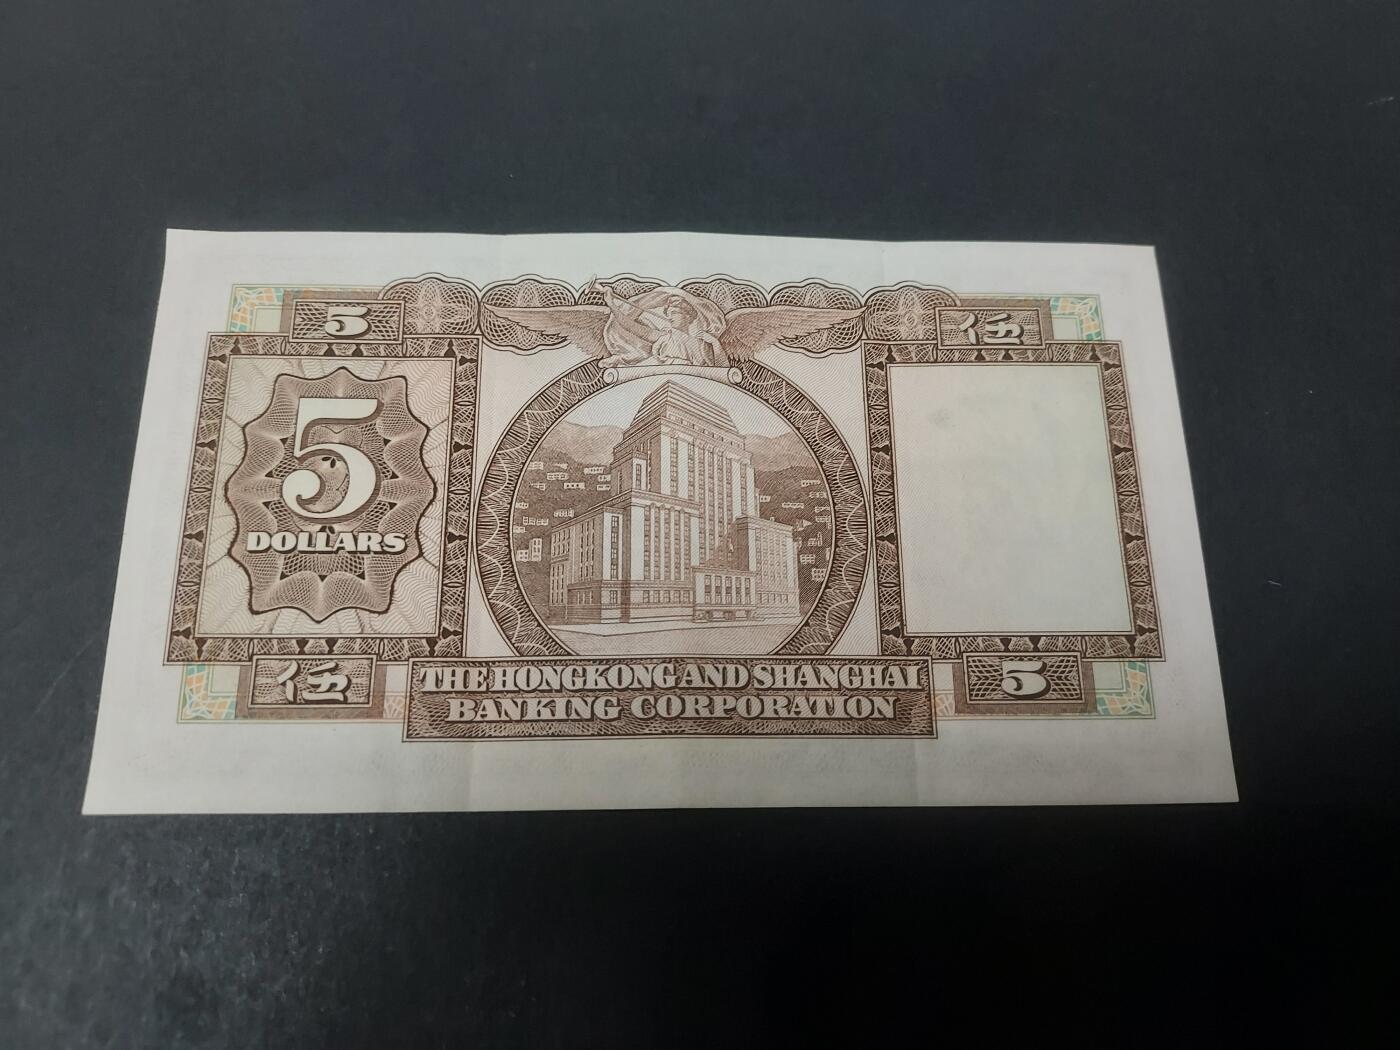 5
伍
5
DOLLARS
伍
5
THE HONGKONG AND SHANGHAI
BANKING CORPORATION